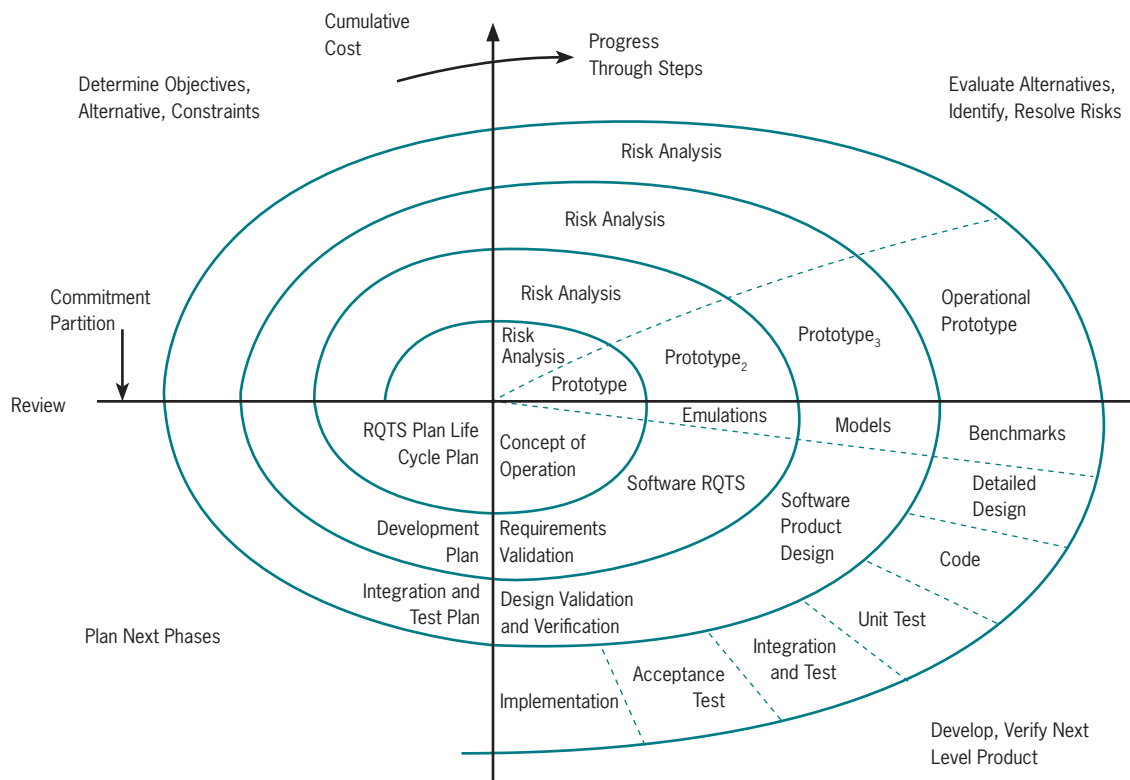 Cumulative
Cost
Progress
Through Steps
Determine Objectives,
Alternative, Constraints
Evaluate Alternatives,
Identify, Resolve Risks
Risk Analysis
Risk Analysis
Risk Analysis
Risk
Analysis
Commitment
Partition
Operational
Prototype
Prototype₃
Prototype₂
Prototype
Review
Emulations
Models
Benchmarks
RQTS Plan Life
Cycle Plan
Concept of
Operation
Software RQTS
Detailed
Design
Software
Product
Design
Development
Plan
Requirements
Validation
Code
Integration and
Test Plan
Design Validation
and Verification
Unit Test
Plan Next Phases
Integration
and Test
Acceptance
Test
Implementation
Develop, Verify Next
Level Product